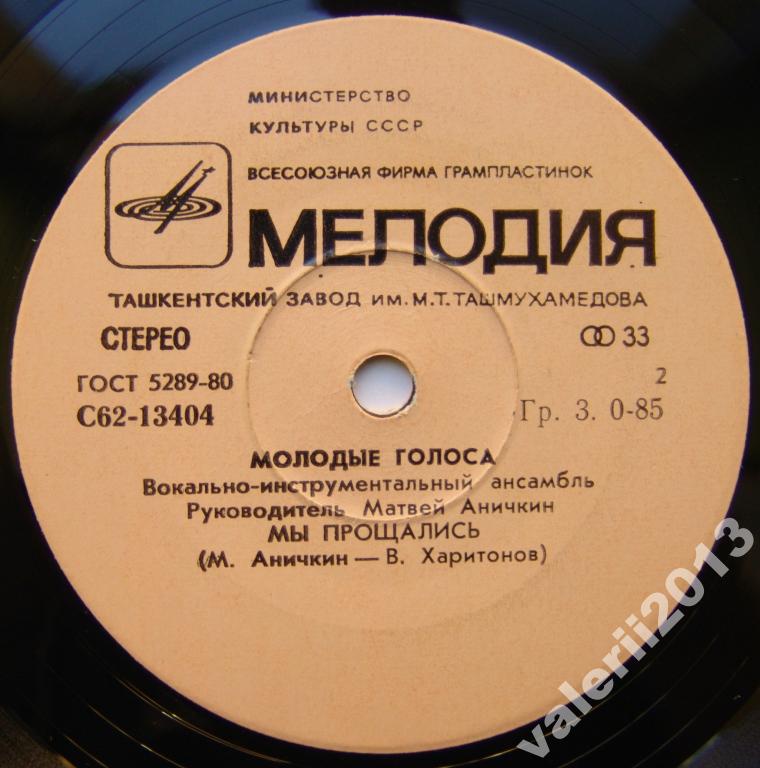 МИНИСТЕРСТВО
КУЛЬТУРЫ СССР
ВСЕСОЮЗНАЯ ФИРМА ГРАМПЛАСТИНОК
МЕЛОДИЯ
ТАШКЕНТСКИЙ ЗАВОД ИМ. М.Т. ТАШМУХАМЕДОВА
СТЕРЕО 33
ГОСТ 5289-80 2
С62-13404 Гр. 3. 0-85
МОЛОДЫЕ ГОЛОСА
Вокально-инструментальный ансамбль
Руководитель Матвей Аничкин
МЫ ПРОЩАЛИСЬ
(М. Аничкин — В. Харитонов)
valerii2013